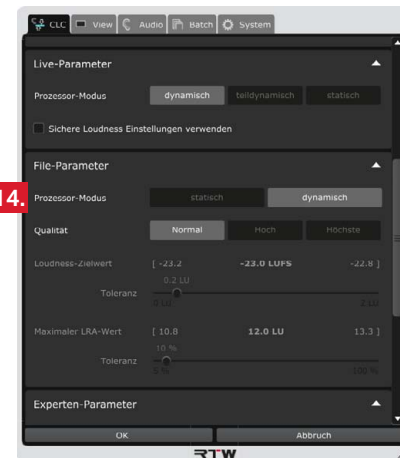 CLC View Audio Batch System
Live-Parameter
Prozessor-Modus dynamisch teildynamisch statisch
Sichere Loudness Einstellungen verwenden
File-Parameter
14. Prozessor-Modus statisch dynamisch
Qualität Normal Hoch Höchste
Loudness-Zielwert [ -23.2 -23.0 LUFS -22.8 ]
0.2 LU
Toleranz
0 LU 2 LU
Maximaler LRA-Wert [ 10.8 12.0 LU 13.3 ]
10 %
Toleranz
5 % 100 %
Experten-Parameter
OK Abbruch
RTW